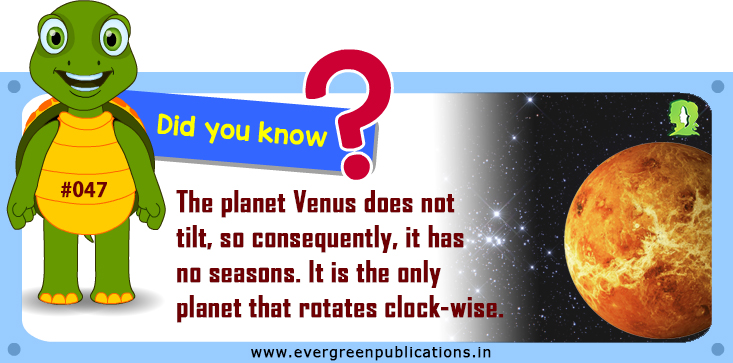 Did you know ?
#047
The planet Venus does not
tilt, so consequently, it has
no seasons. It is the only
planet that rotates clock-wise.
www.evergreenpublications.in